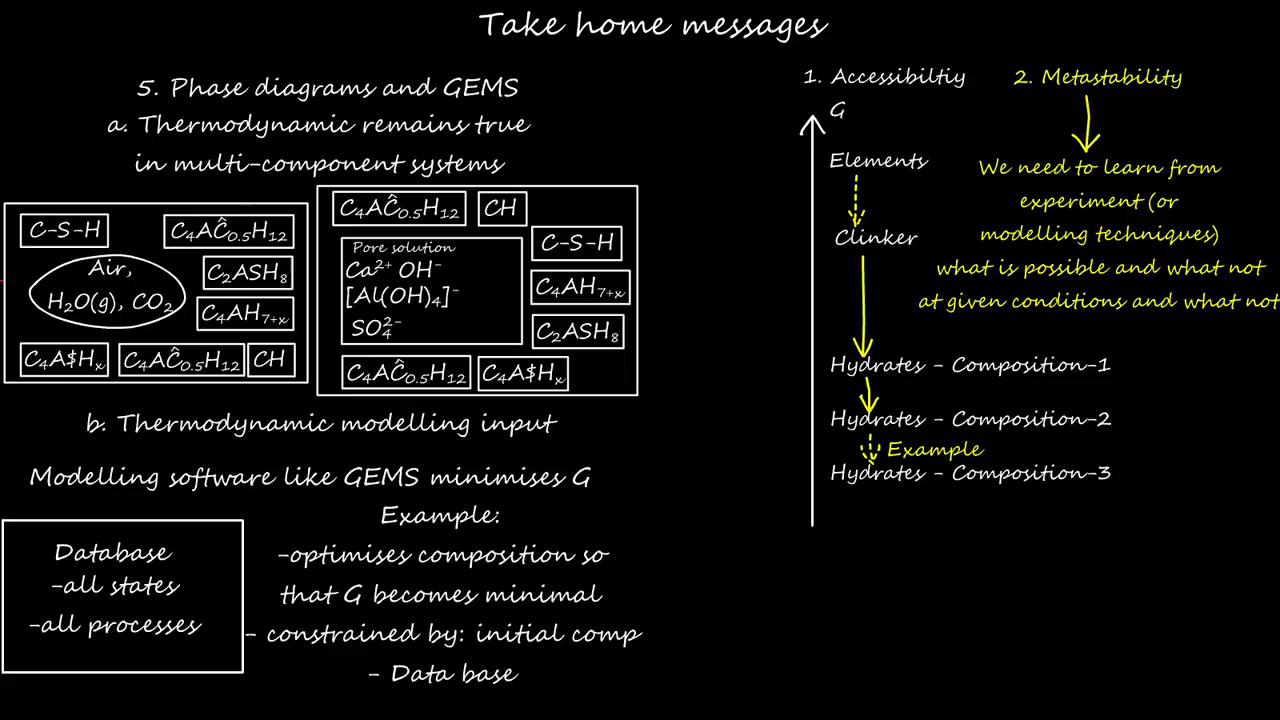 Take home messages
5. Phase diagrams and GEMS
a. Thermodynamic remains true
in multi-component systems
C-S-H
C₄AĈ₀.₅H₁₂
Air,
H₂O(g), CO₂
C₂ASH₈
C₄AH₇₊ₓ
C₄A$Hₓ
C₄AĈ₀.₅H₁₂
CH
C₄AĈ₀.₅H₁₂
CH
Pore solution
Ca²⁺ OH⁻
[Al(OH)₄]⁻
SO₄²⁻
C-S-H
C₄AH₇₊ₓ
C₂ASH₈
C₄AĈ₀.₅H₁₂
C₄A$Hₓ
b. Thermodynamic modelling input
Modelling software like GEMS minimises G
Database
-all states
-all processes
Example:
-optimises composition so
that G becomes minimal
- constrained by: initial comp
- Data base
1. Accessibiltiy
G
Elements
Clinker
Hydrates - Composition-1
Hydrates - Composition-2
Example
Hydrates - Composition-3
2. Metastability
We need to learn from
experiment (or
modelling techniques)
what is possible and what not
at given conditions and what not